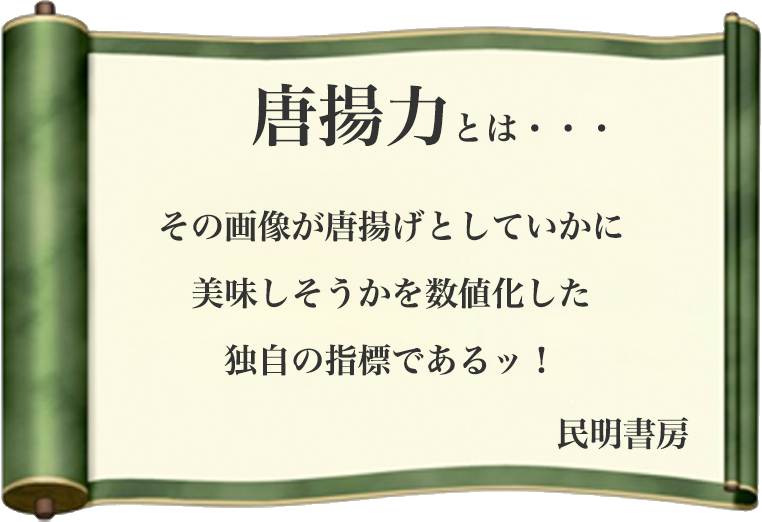 唐揚力とは・・・
その画像が唐揚げとしていかに
美味しそうかを数値化した
独自の指標であるッ！
民明書房